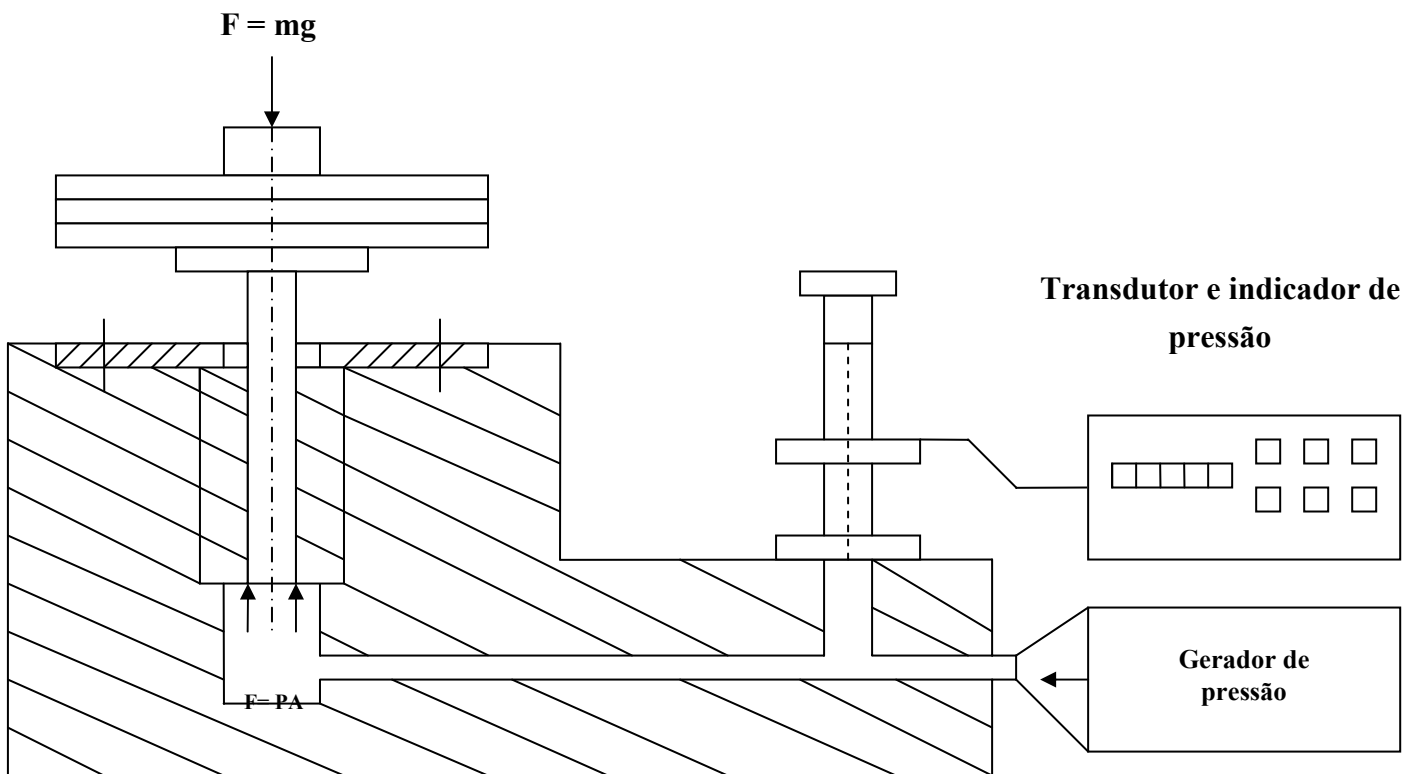 F = mg
Transdutor e indicador de
pressão
Gerador de
pressão
F= PA